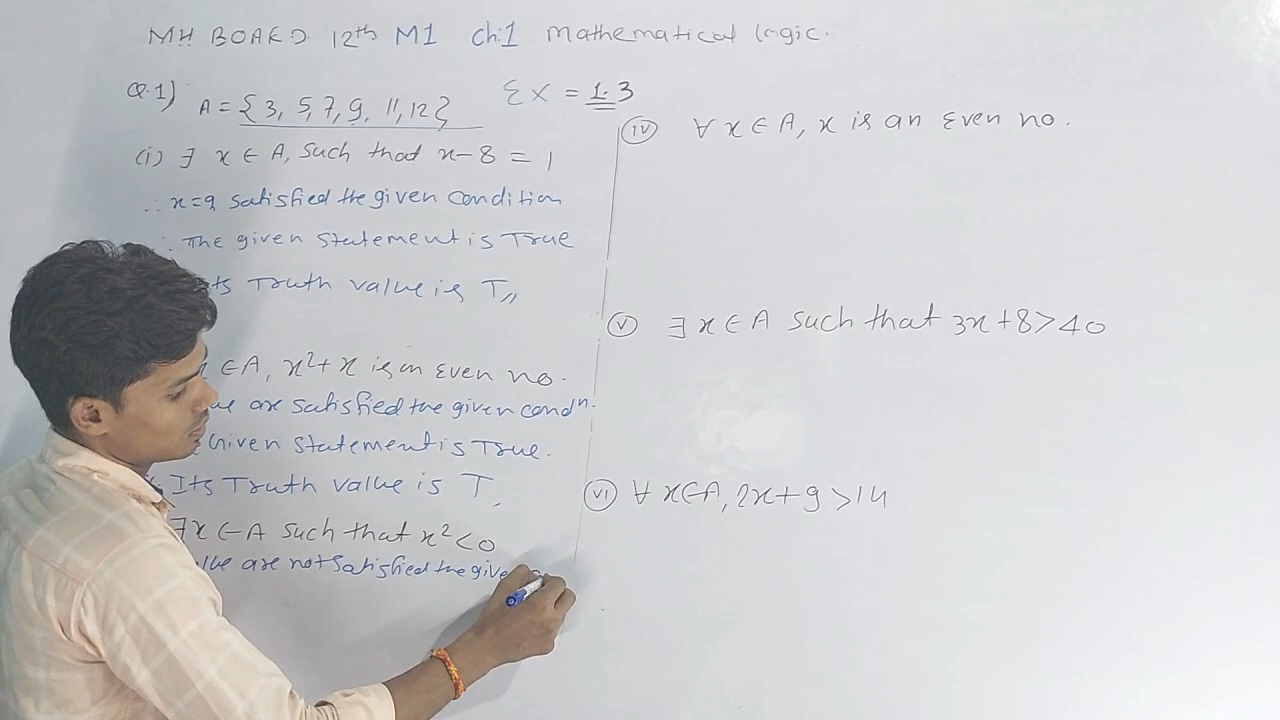 MH BOARD 12th M1 Ch:1 Mathematical logic.
Q.1) A = {3, 5, 7, 9, 11, 12} Ex = 1.3
(i) ∃ x ∈ A, such that x - 8 = 1
∴ x = 9 satisfied the given condition
∴ The given statement is True
Truth value is T
∈ A, x² + x is an even no.
are satisfied the given condⁿ.
Given statement is True.
Its Truth value is T
∃ x ∈ A such that x² < 0
are not satisfied the given
(IV) ∀ x ∈ A, x is an even no.
(V) ∃ x ∈ A such that 3x + 8 > 40
(VI) ∀ x ∈ A, 2x + 9 > 14